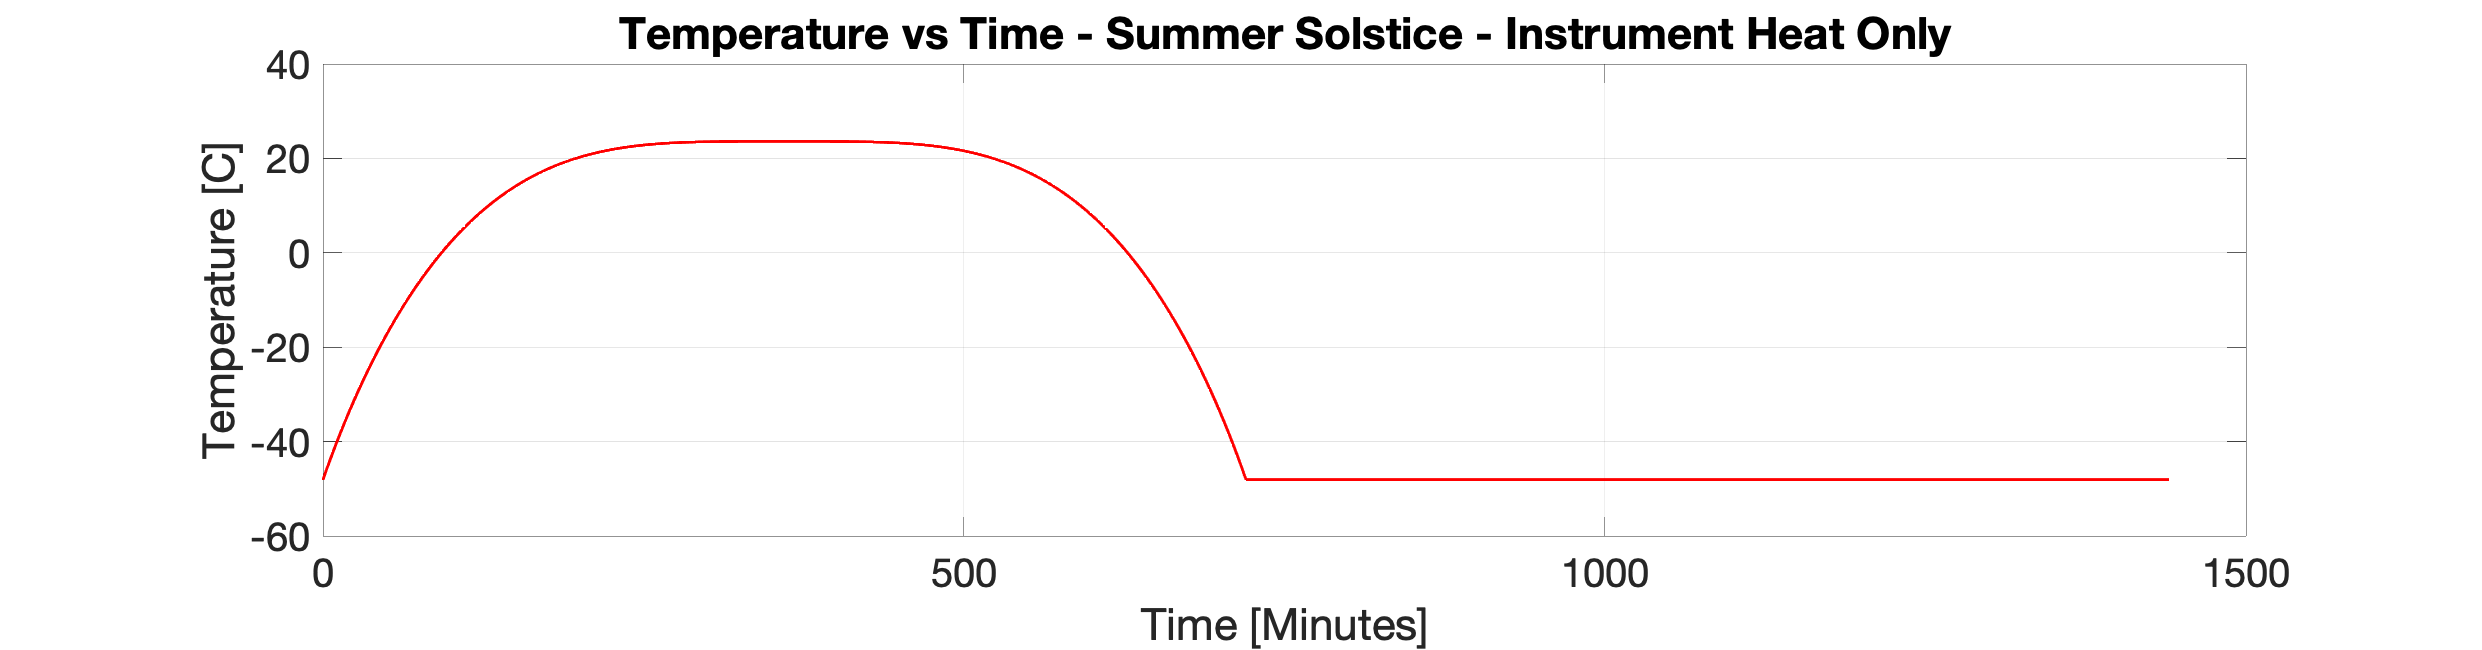 Temperature vs Time - Summer Solstice - Instrument Heat Only
Temperature [C]
40
20
0
-20
-40
-60
0 500 1000 1500
Time [Minutes]